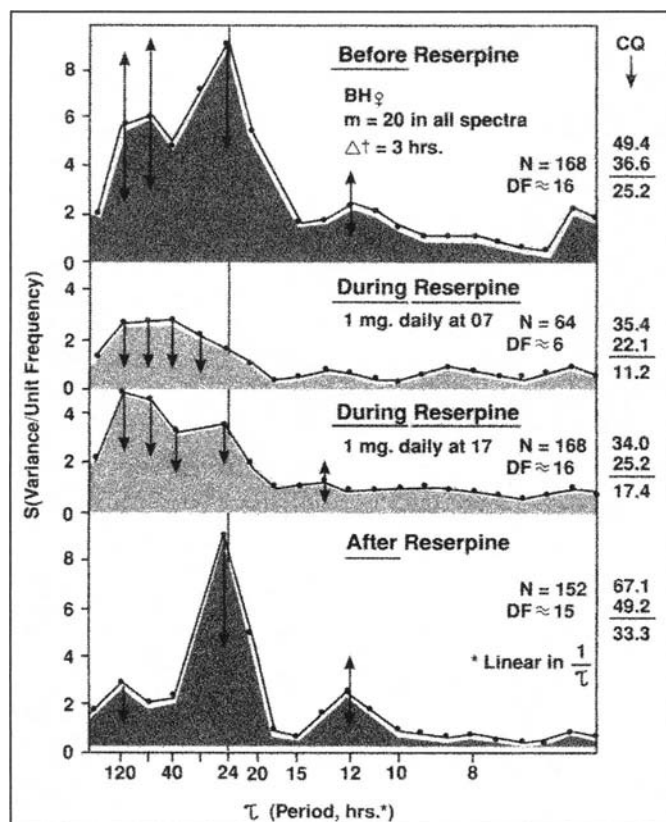 Before Reserpine
BH♀
m = 20 in all spectra
△† = 3 hrs.
N = 168
DF ≈ 16
CQ
49.4
36.6
25.2
8
6
4
2
0
During Reserpine
1 mg. daily at 07
N = 64
DF ≈ 6
35.4
22.1
11.2
4
2
0
During Reserpine
1 mg. daily at 17
N = 168
DF ≈ 16
34.0
25.2
17.4
4
2
0
After Reserpine
N = 152
DF ≈ 15
* Linear in 1/τ
67.1
49.2
33.3
8
6
4
2
0
S(Variance/Unit Frequency)
120 40 24 20 15 12 10 8
τ (Period, hrs.*)